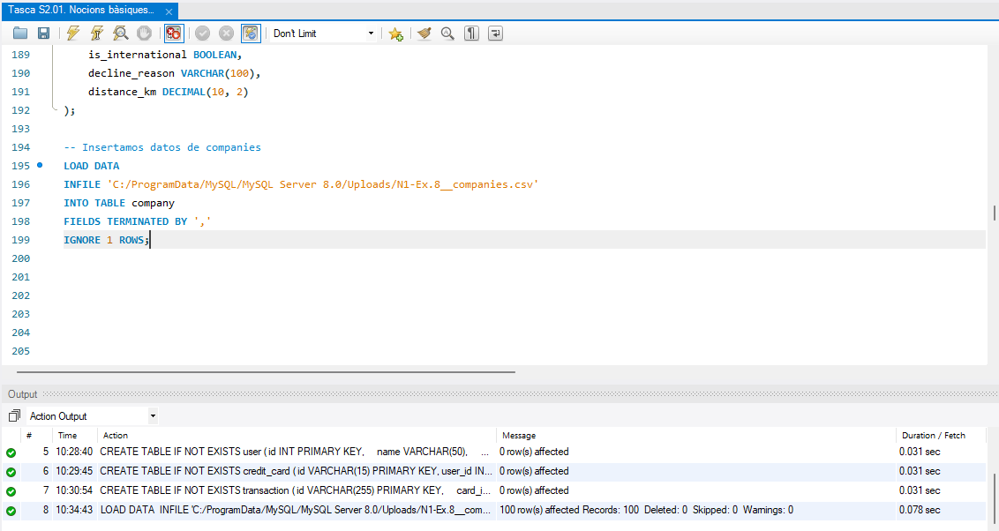 Tasca S2.01. Nocions bàsiques...
Don't Limit
189 is_international BOOLEAN,
190 decline_reason VARCHAR(100),
191 distance_km DECIMAL(10, 2)
192 );
193
194 -- Insertamos datos de companies
195 LOAD DATA
196 INFILE 'C:/ProgramData/MySQL/MySQL Server 8.0/Uploads/N1-Ex.8__companies.csv'
197 INTO TABLE company
198 FIELDS TERMINATED BY ','
199 IGNORE 1 ROWS;
200
201
202
203
204
205
Output
Action Output
# Time Action Message Duration / Fetch
5 10:28:40 CREATE TABLE IF NOT EXISTS user ( id INT PRIMARY KEY, name VARCHAR(50), ... 0 row(s) affected 0.031 sec
6 10:29:45 CREATE TABLE IF NOT EXISTS credit_card ( id VARCHAR(15) PRIMARY KEY, user_id IN... 0 row(s) affected 0.031 sec
7 10:30:54 CREATE TABLE IF NOT EXISTS transaction ( id VARCHAR(255) PRIMARY KEY, card_i... 0 row(s) affected 0.031 sec
8 10:34:43 LOAD DATA INFILE 'C:/ProgramData/MySQL/MySQL Server 8.0/Uploads/N1-Ex.8__com... 100 row(s) affected Records: 100 Deleted: 0 Skipped: 0 Warnings: 0 0.078 sec